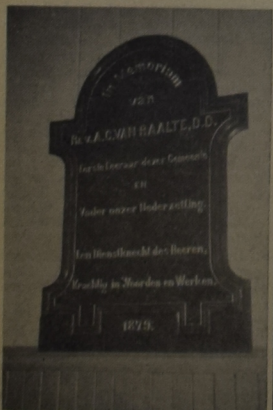 In Memoriam
van
Rev. A.C. VAN RAALTE, D.D.
Eerste Leeraar dezer Gemeente
EN
Vader onzer Nederzetting.
Een Dienstknecht des Heeren,
Krachtig in Woorden en Werken.
1879.